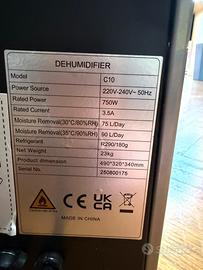 DEHUMIDIFIER
Model C10
Power Source 220V-240V~ 50Hz
Rated Power 750W
Rated Current 3.5A
Moisture Removal(30°C/80%RH) 75 L/Day
Moisture Removal(35°C/90%RH) 90 L/Day
Refrigerant R290/180g
Net Weight 23kg
Dimension 490*320*340mm
Serial No. 250800175
CE UKCA
MADE IN CHINA